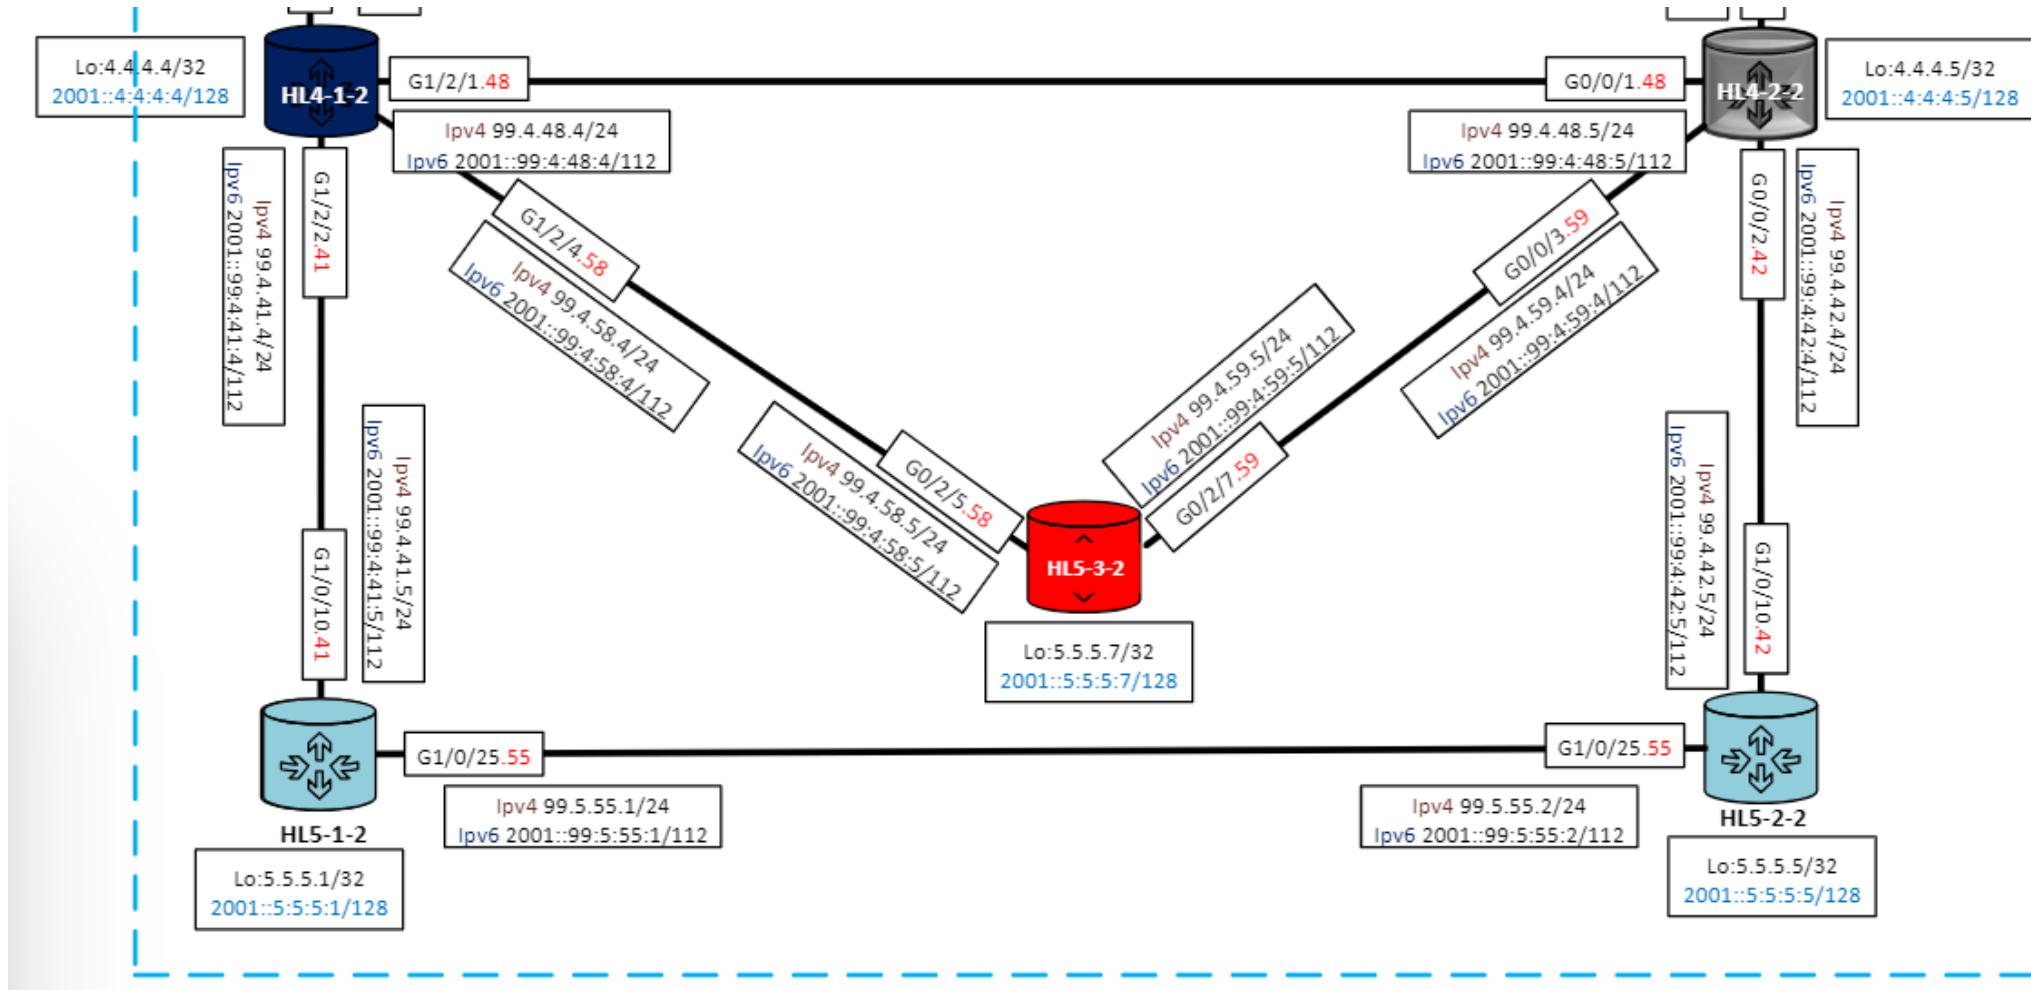 Lo:4.4.4.4/32
2001::4:4:4:4/128
HL4-1-2
G1/2/1.48
G0/0/1.48
HL4-2-2
Lo:4.4.4.5/32
2001::4:4:4:5/128
Ipv4 99.4.48.4/24
Ipv6 2001::99:4:48:4/112
Ipv4 99.4.48.5/24
Ipv6 2001::99:4:48:5/112
G1/2/2.41
Ipv4 99.4.41.4/24
Ipv6 2001::99:4:41:4/112
G1/2/4.58
Ipv4 99.4.58.4/24
Ipv6 2001::99:4:58:4/112
G0/0/3.59
Ipv4 99.4.59.4/24
Ipv6 2001::99:4:59:4/112
G0/0/2.42
Ipv4 99.4.42.4/24
Ipv6 2001::99:4:42:4/112
Ipv4 99.4.41.5/24
Ipv6 2001::99:4:41:5/112
G1/0/10.41
G0/2/5.58
Ipv4 99.4.58.5/24
Ipv6 2001::99:4:58:5/112
Ipv4 99.4.59.5/24
Ipv6 2001::99:4:59:5/112
G0/2/7.59
HL5-3-2
Lo:5.5.5.7/32
2001::5:5:5:7/128
Ipv4 99.4.42.5/24
Ipv6 2001::99:4:42:5/112
G1/0/10.42
G1/0/25.55
G1/0/25.55
Ipv4 99.5.55.1/24
Ipv6 2001::99:5:55:1/112
Ipv4 99.5.55.2/24
Ipv6 2001::99:5:55:2/112
HL5-1-2
Lo:5.5.5.1/32
2001::5:5:5:1/128
HL5-2-2
Lo:5.5.5.5/32
2001::5:5:5:5/128